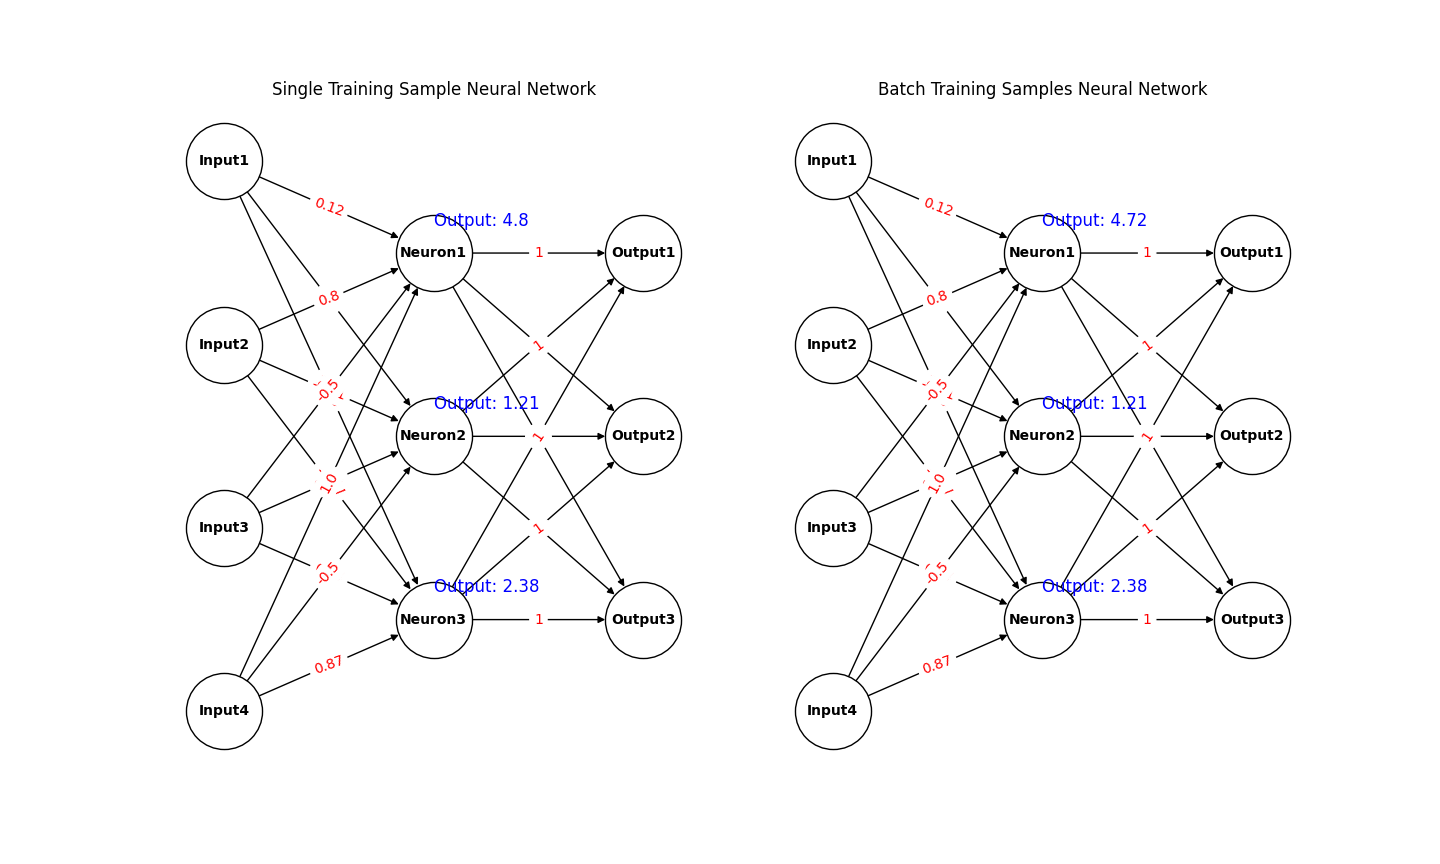 Single Training Sample Neural Network
Input1
Input2
Input3
Input4
Neuron1
Neuron2
Neuron3
Output1
Output2
Output3
Output: 4.8
Output: 1.21
Output: 2.38
0.12
0.8
-0.5
1.0
-0.5
0.87
1
1
1
1
1
Batch Training Samples Neural Network
Input1
Input2
Input3
Input4
Neuron1
Neuron2
Neuron3
Output1
Output2
Output3
Output: 4.72
Output: 1.21
Output: 2.38
0.12
0.8
-0.5
1.0
-0.5
0.87
1
1
1
1
1